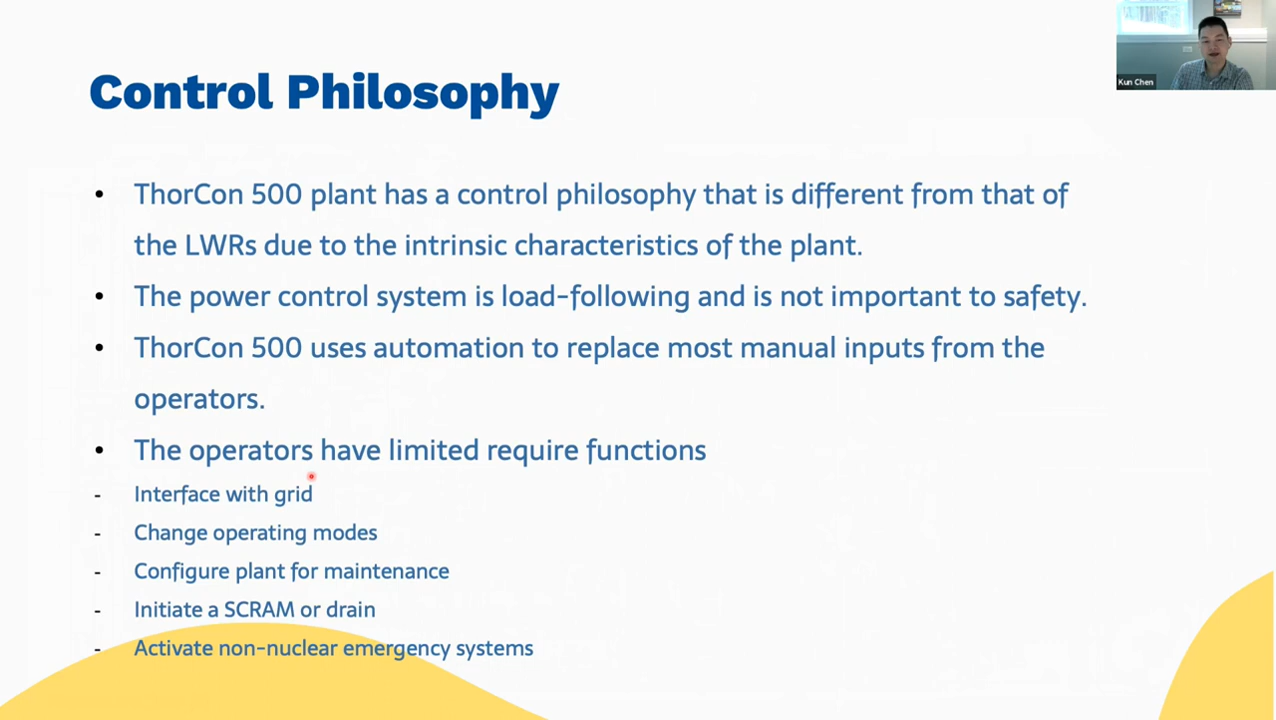 Kun Chen
Control Philosophy
• ThorCon 500 plant has a control philosophy that is different from that of
the LWRs due to the intrinsic characteristics of the plant.
• The power control system is load-following and is not important to safety.
• ThorCon 500 uses automation to replace most manual inputs from the
operators.
• The operators have limited require functions
- Interface with grid
- Change operating modes
- Configure plant for maintenance
- Initiate a SCRAM or drain
- Activate non-nuclear emergency systems